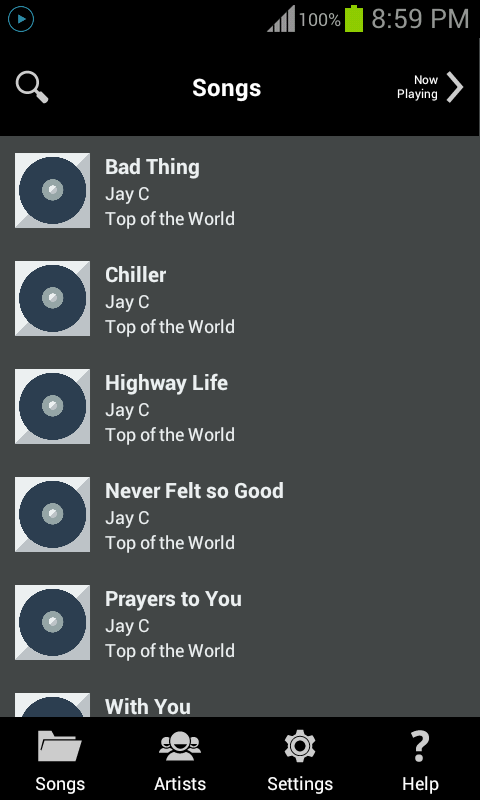 100% 8:59 PM
Songs
Now
Playing
Bad Thing
Jay C
Top of the World
Chiller
Jay C
Top of the World
Highway Life
Jay C
Top of the World
Never Felt so Good
Jay C
Top of the World
Prayers to You
Jay C
Top of the World
With You
Songs Artists Settings Help